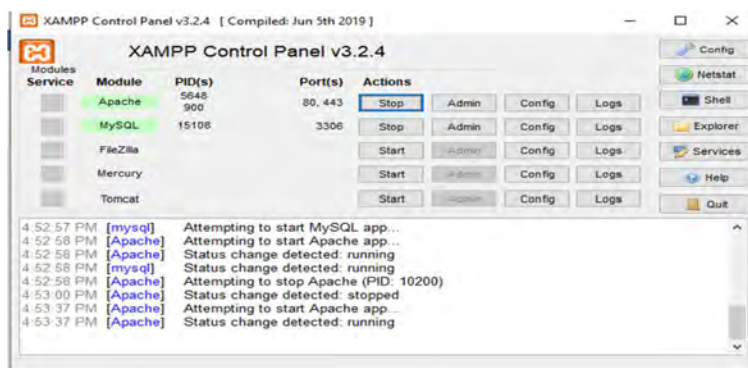 XAMPP Control Panel v3.2.4 [ Compiled: Jun 5th 2019 ]
XAMPP Control Panel v3.2.4
Config
Modules
Service Module PID(s) Port(s) Actions
Netstat
Apache 5648 900 80, 443 Stop Admin Config Logs
Shell
MySQL 15108 3306 Stop Admin Config Logs
Explorer
FileZilla Start Admin Config Logs
Services
Mercury Start Admin Config Logs
Help
Tomcat Start Admin Config Logs
Quit
4:52:57 PM [mysql] Attempting to start MySQL app...
4:52:58 PM [Apache] Attempting to start Apache app...
4:52:58 PM [Apache] Status change detected: running
4:52:58 PM [mysql] Status change detected: running
4:52:58 PM [Apache] Attempting to stop Apache (PID: 10200)
4:53:00 PM [Apache] Status change detected: stopped
4:53:37 PM [Apache] Attempting to start Apache app...
4:53:37 PM [Apache] Status change detected: running